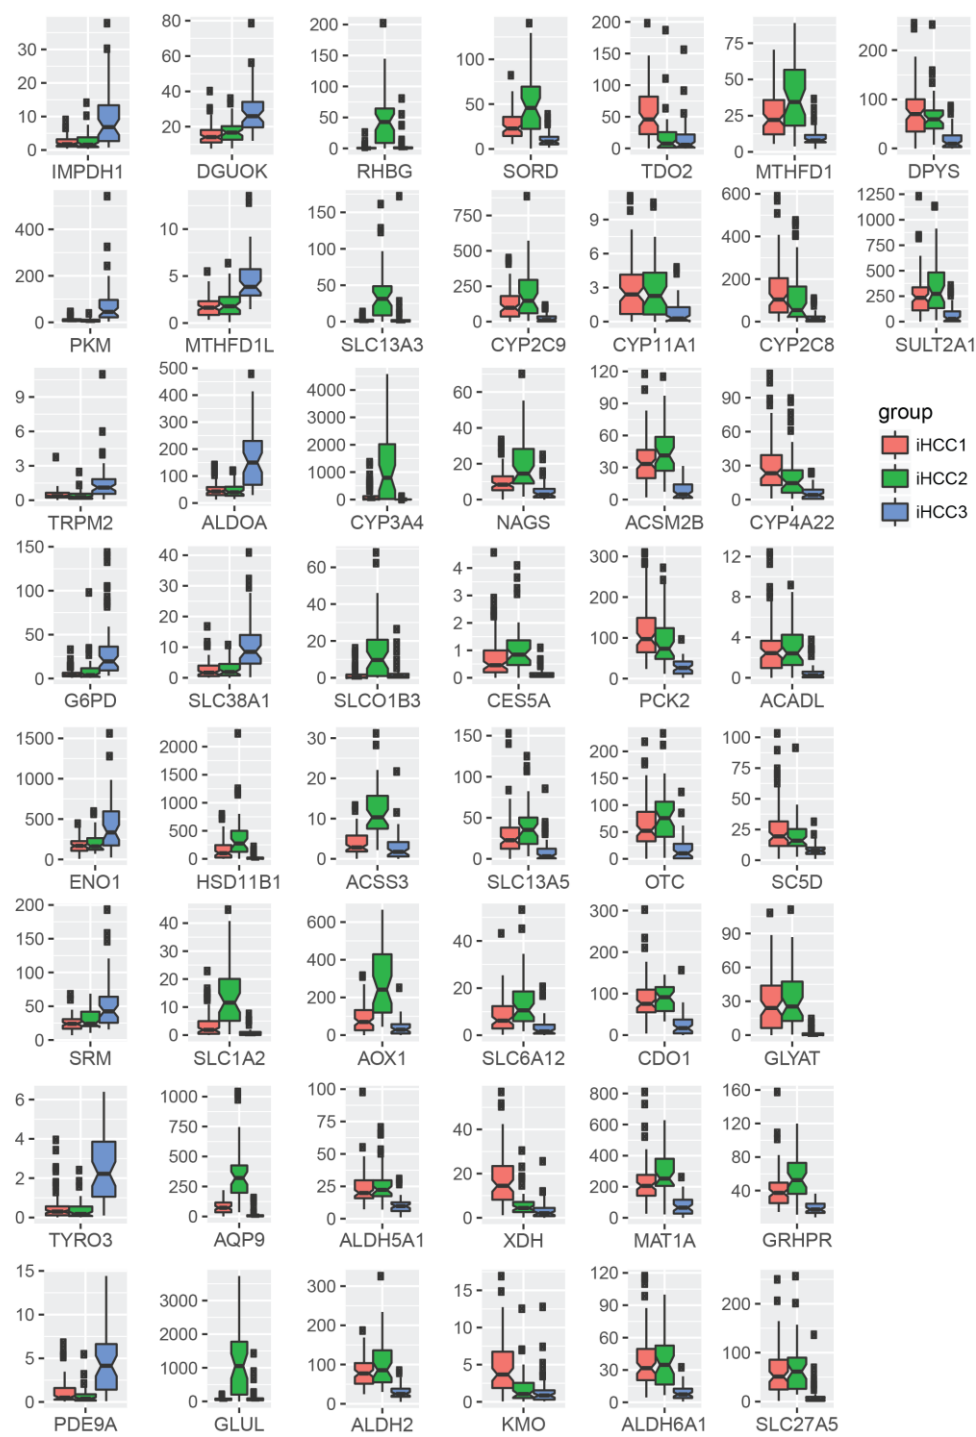 40 30 20 10 0 IMPDH1
80 60 40 20 DGUOK
200 150 100 50 0 RHBG
150 100 50 0 SORD
200 150 100 50 0 TDO2
75 50 25 0 MTHFD1
200 100 0 DPYS
400 200 0 PKM
10 5 0 MTHFD1L
150 100 50 0 SLC13A3
750 500 250 0 CYP2C9
9 6 3 0 CYP11A1
600 400 200 0 CYP2C8
1250 1000 750 500 250 0 SULT2A1
9 6 3 0 TRPM2
500 400 300 200 100 0 ALDOA
4000 3000 2000 1000 0 CYP3A4
60 40 20 0 NAGS
120 90 60 30 0 ACSM2B
90 60 30 0 CYP4A22
group
iHCC1
iHCC2
iHCC3
150 100 50 0 G6PD
40 30 20 10 0 SLC38A1
60 40 20 0 SLCO1B3
4 3 2 1 0 CES5A
300 200 100 0 PCK2
12 8 4 0 ACADL
1500 1000 500 0 ENO1
2000 1500 1000 500 0 HSD11B1
30 20 10 0 ACSS3
150 100 50 0 SLC13A5
200 150 100 50 0 OTC
100 75 50 25 0 SC5D
200 150 100 50 0 SRM
40 30 20 10 0 SLC1A2
600 400 200 0 AOX1
40 20 0 SLC6A12
300 200 100 0 CDO1
90 60 30 0 GLYAT
6 4 2 0 TYRO3
1000 750 500 250 0 AQP9
100 75 50 25 0 ALDH5A1
40 20 0 XDH
800 600 400 200 0 MAT1A
160 120 80 40 GRHPR
15 10 5 0 PDE9A
3000 2000 1000 0 GLUL
300 200 100 0 ALDH2
15 10 5 0 KMO
120 90 60 30 0 ALDH6A1
200 100 0 SLC27A5